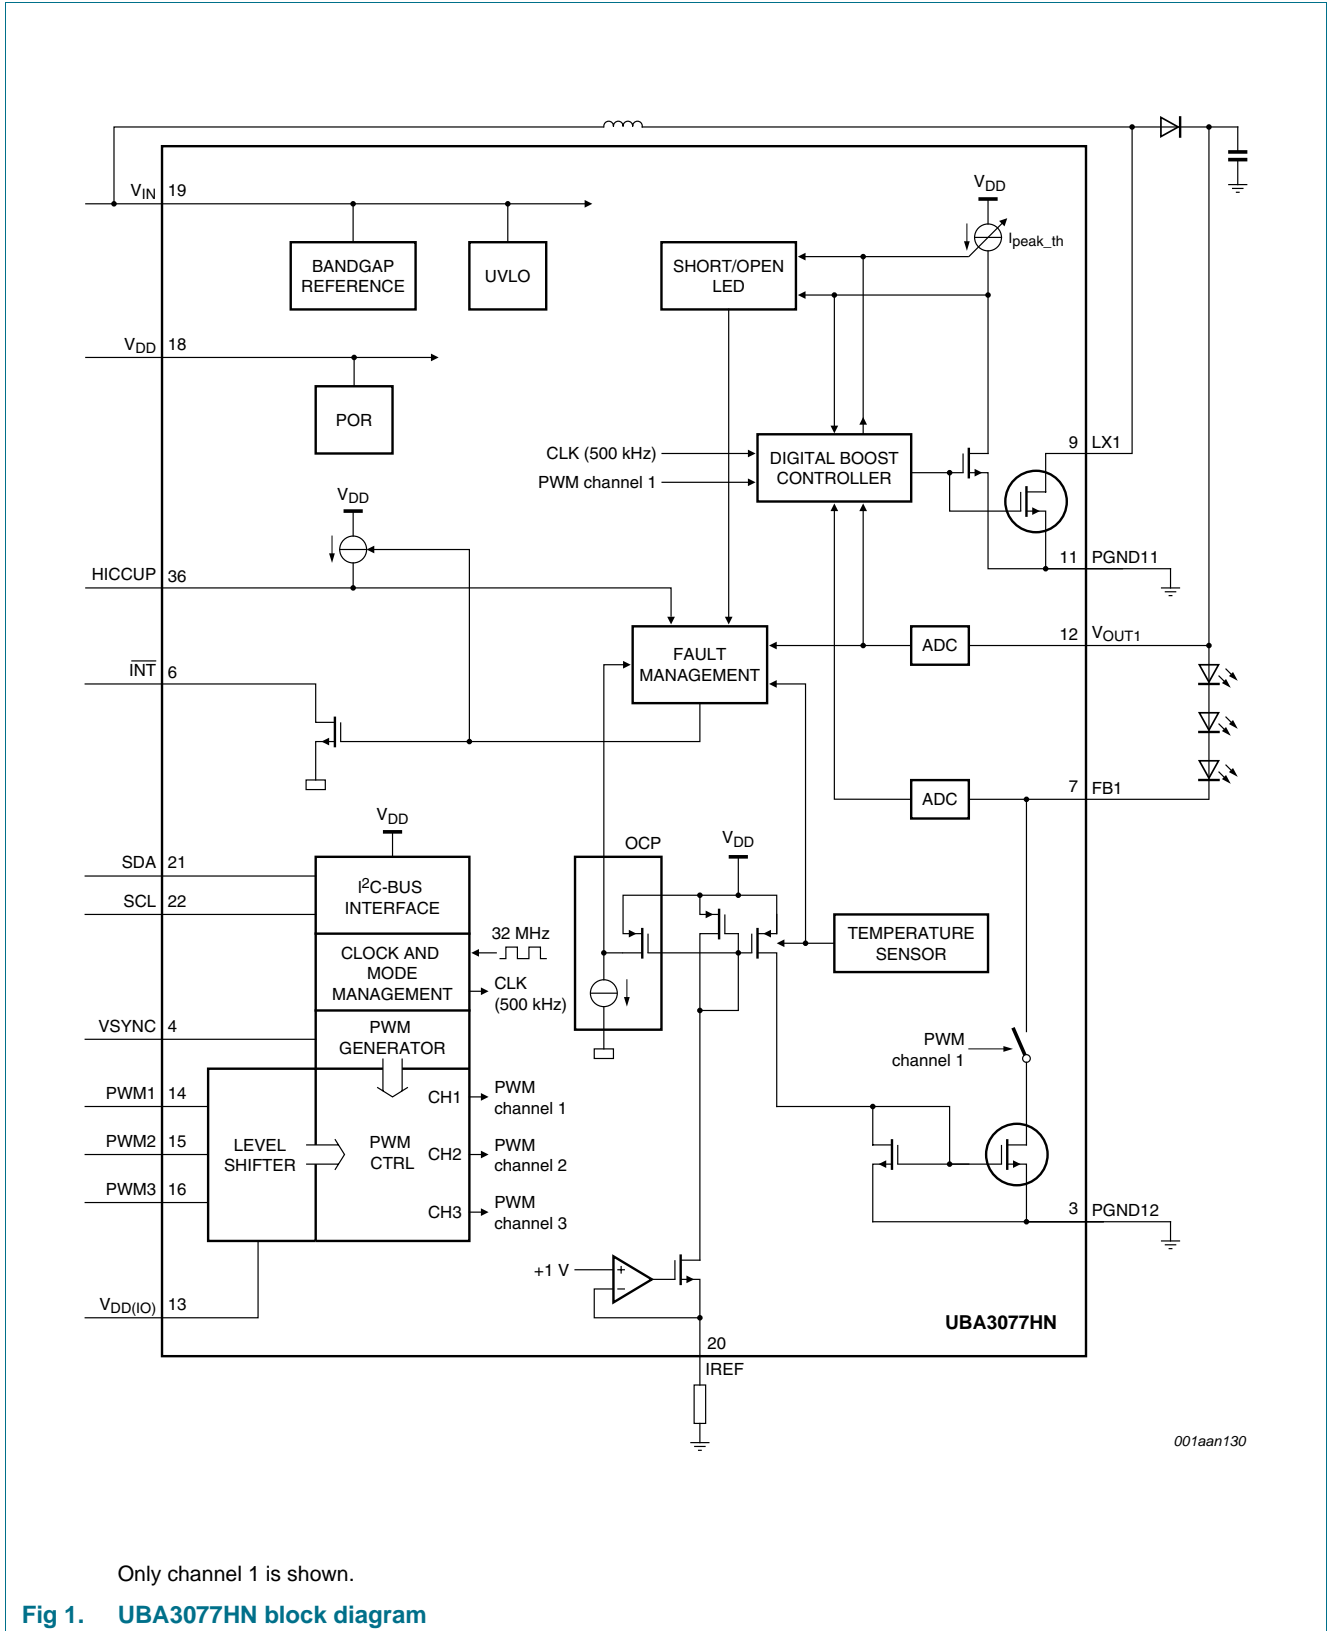 VIN 19
BANDGAP
REFERENCE
UVLO
SHORT/OPEN
LED
VDD
Ipeak_th
VDD 18
POR
CLK (500 kHz)
PWM channel 1
DIGITAL BOOST
CONTROLLER
9 LX1
11 PGND11
VDD
HICCUP 36
INT 6
FAULT
MANAGEMENT
ADC
12 VOUT1
ADC
7 FB1
VDD
SDA 21
SCL 22
I²C-BUS
INTERFACE
CLOCK AND
MODE
MANAGEMENT
32 MHz
CLK
(500 kHz)
OCP
VDD
TEMPERATURE
SENSOR
VSYNC 4
PWM
GENERATOR
PWM
channel 1
PWM1 14
PWM2 15
PWM3 16
LEVEL
SHIFTER
PWM
CTRL
CH1
PWM
channel 1
CH2
PWM
channel 2
CH3
PWM
channel 3
3 PGND12
+1 V
+
−
VDD(IO) 13
UBA3077HN
20
IREF
001aan130
Only channel 1 is shown.
Fig 1. UBA3077HN block diagram